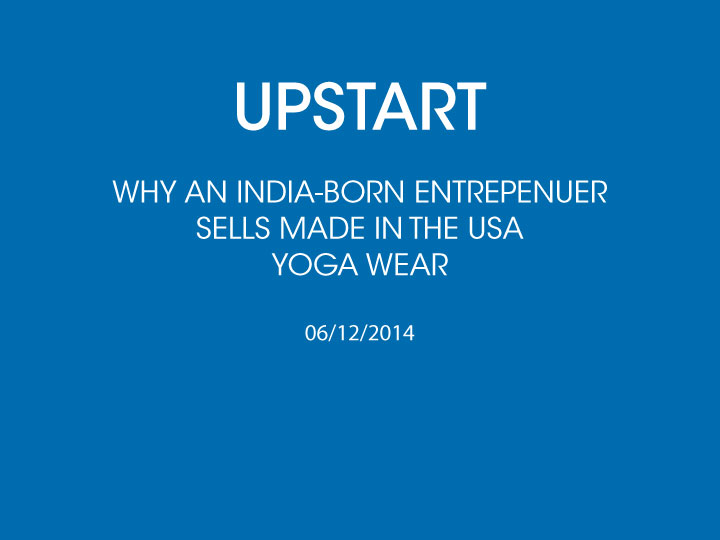 UPSTART
WHY AN INDIA-BORN ENTREPENUER
SELLS MADE IN THE USA
YOGA WEAR
06/12/2014